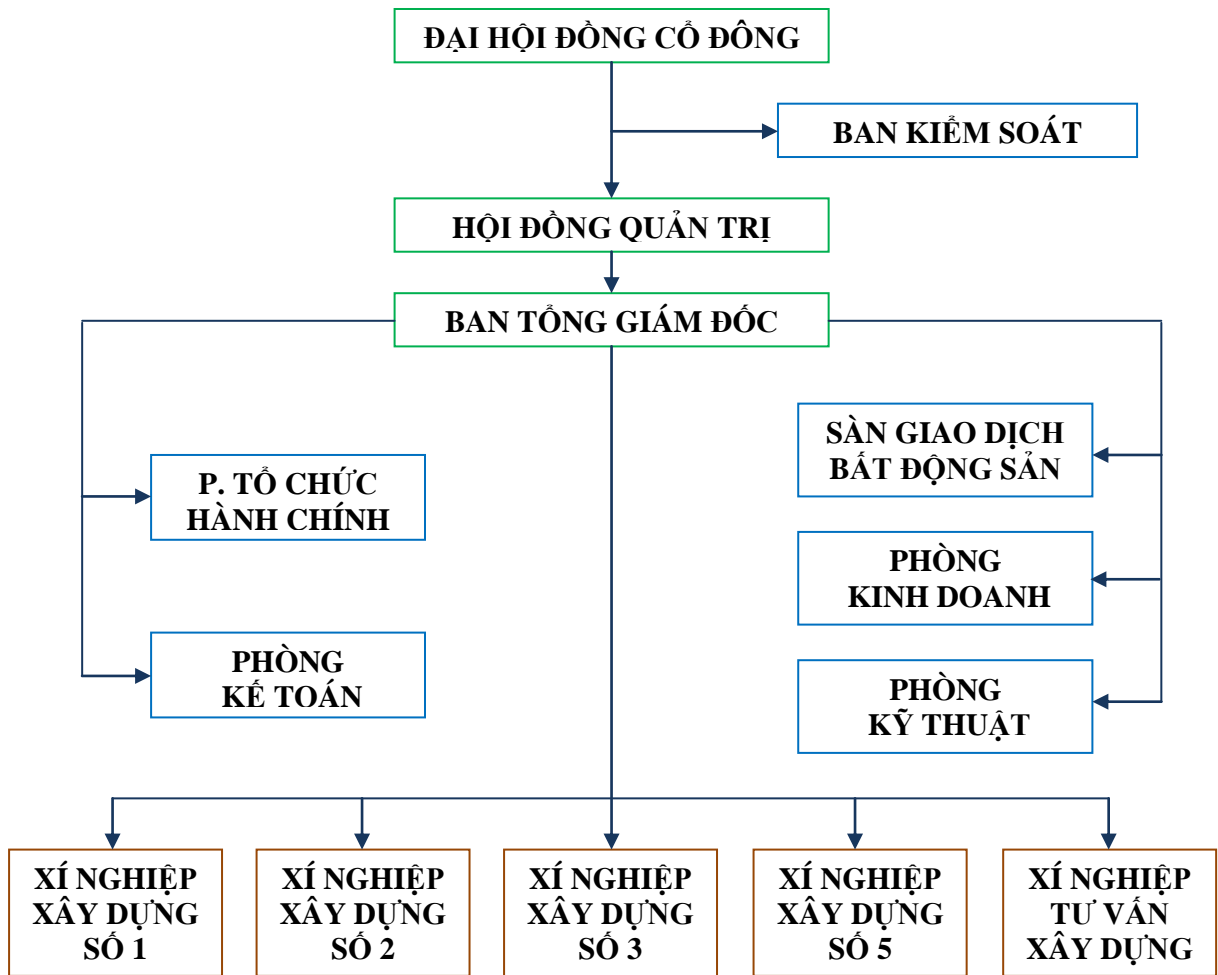 ĐẠI HỘI ĐỒNG CỔ ĐÔNG
BAN KIỂM SOÁT
HỘI ĐỒNG QUẢN TRỊ
BAN TỔNG GIÁM ĐỐC
P. TỔ CHỨC
HÀNH CHÍNH
PHÒNG
KẾ TOÁN
SÀN GIAO DỊCH
BẤT ĐỘNG SẢN
PHÒNG
KINH DOANH
PHÒNG
KỸ THUẬT
XÍ NGHIỆP
XÂY DỰNG
SỐ 1
XÍ NGHIỆP
XÂY DỰNG
SỐ 2
XÍ NGHIỆP
XÂY DỰNG
SỐ 3
XÍ NGHIỆP
XÂY DỰNG
SỐ 5
XÍ NGHIỆP
TƯ VẤN
XÂY DỰNG